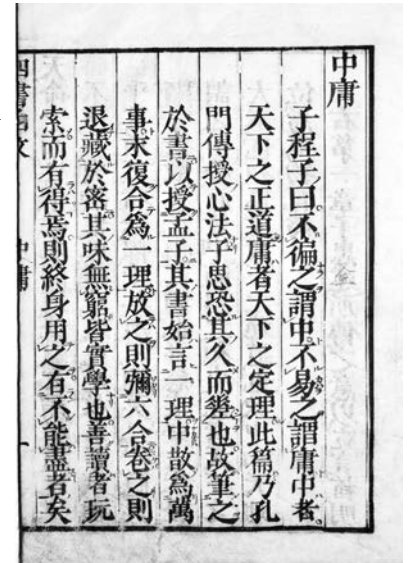 中庸
子程子曰不偏之謂中不易之謂庸中者
天下之正道庸者天下之定理此篇乃孔
門傳授心法子思恐其久而差也故筆之
於書以授孟子其書始言一理中散爲萬
事末復合爲一理放之則彌六合卷之則
退藏於密其味無窮皆實學也善讀者玩
索而有得焉則終身用之有不能盡者矣
中庸